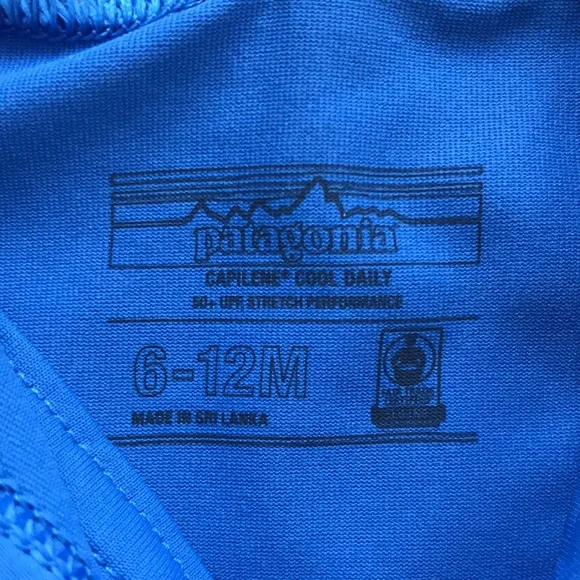 patagonia
CAPILENE® COOL DAILY
50+ UPF, STRETCH PERFORMANCE
6-12M
MADE IN SRI LANKA